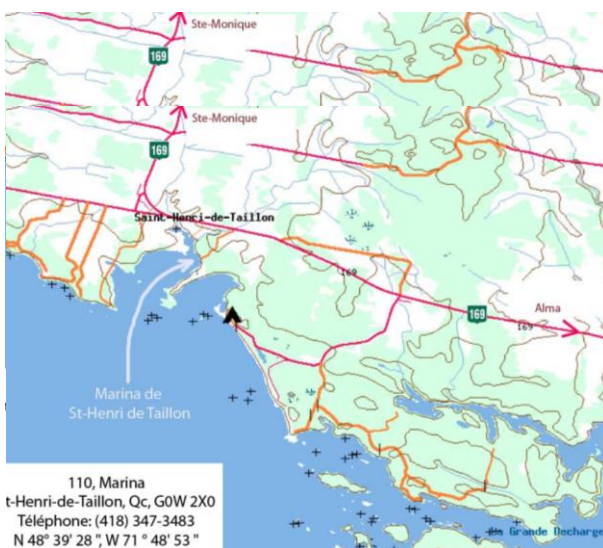 Ste-Monique
169
Ste-Monique
169
Saint-Henri-de-Taillon
169
Alma
169
169
Marina de
St-Henri de Taillon
110, Marina
t-Henri-de-Taillon, Qc, G0W 2X0
Téléphone: (418) 347-3483
N 48° 39' 28 ", W 71 ° 48' 53 "
Grande Decharge